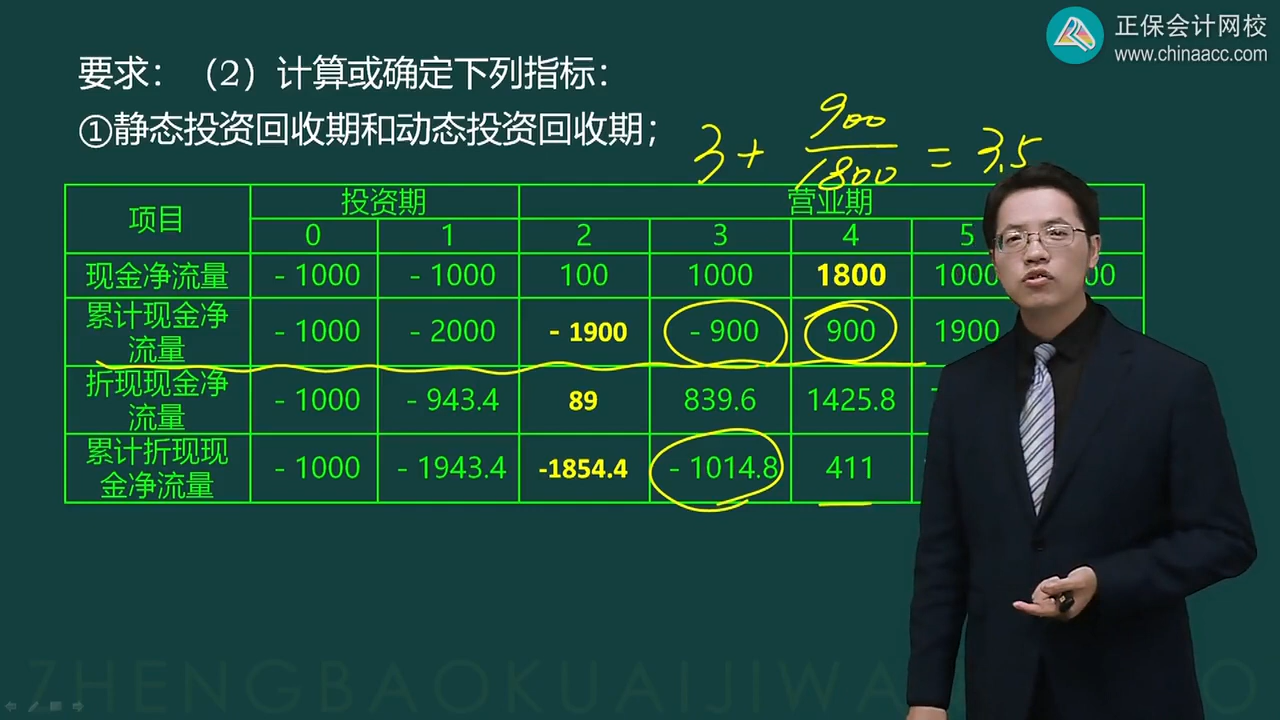 正保会计网校
www.chinaacc.com
要求：（2）计算或确定下列指标：
①静态投资回收期和动态投资回收期；
3 + 900/1800 = 3.5
项目 投资期 营业期
0 1 2 3 4 5
现金净流量 －1000 －1000 100 1000 1800 1000
累计现金净
流量 －1000 －2000 －1900 －900 900 1900
折现现金净
流量 －1000 －943.4 89 839.6 1425.8
累计折现现
金净流量 －1000 －1943.4 -1854.4 －1014.8 411